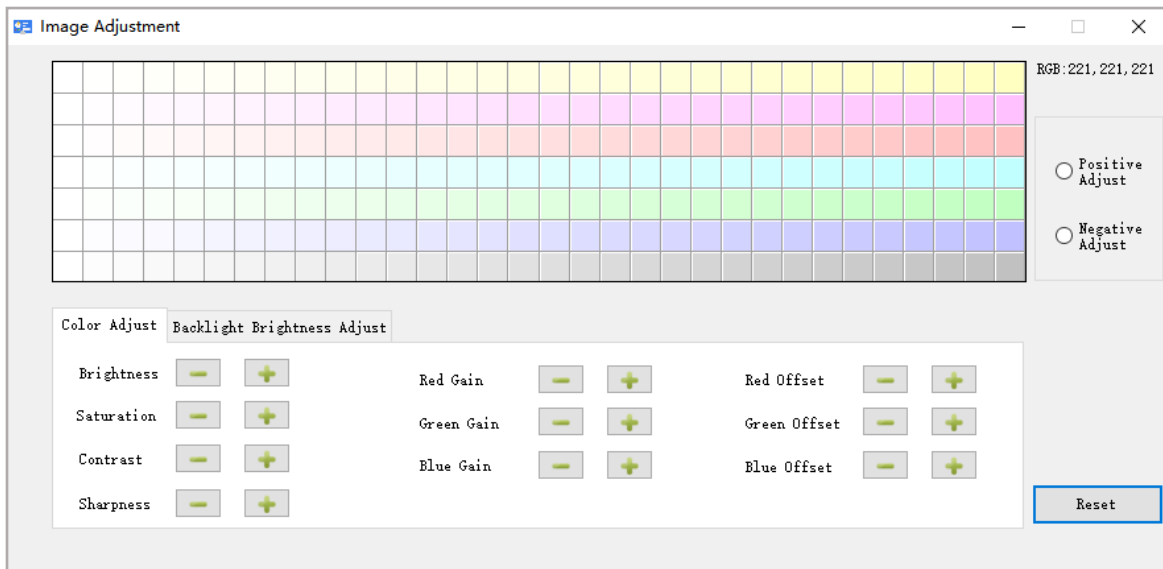 Image Adjustment
RGB:221,221,221
Positive
Adjust
Negative
Adjust
Color Adjust Backlight Brightness Adjust
Brightness
Red Gain
Red Offset
Saturation
Green Gain
Green Offset
Contrast
Blue Gain
Blue Offset
Sharpness
Reset